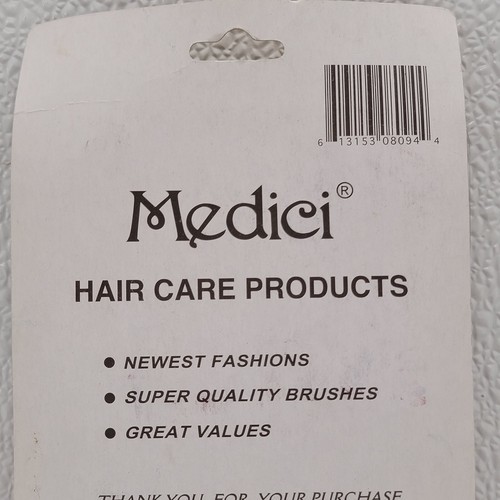 6 13153 08094 4
Medici®
HAIR CARE PRODUCTS
● NEWEST FASHIONS
● SUPER QUALITY BRUSHES
● GREAT VALUES
THANK YOU FOR YOUR PURCHASE